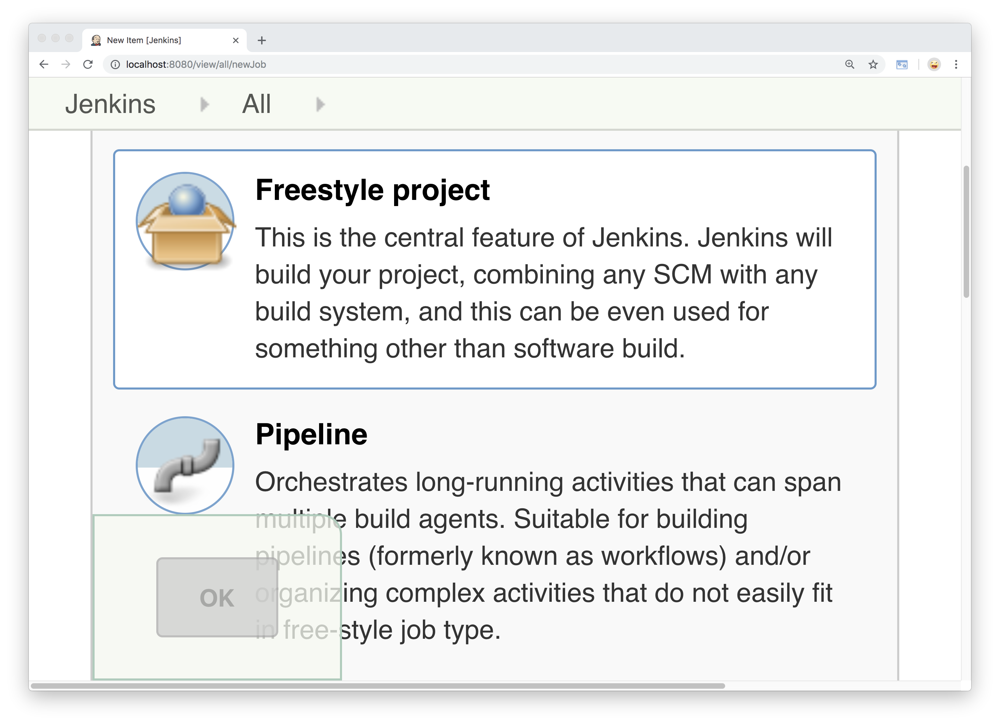 New Item [Jenkins]
localhost:8080/view/all/newJob
Jenkins All
Freestyle project
This is the central feature of Jenkins. Jenkins will
build your project, combining any SCM with any
build system, and this can be even used for
something other than software build.
Pipeline
Orchestrates long-running activities that can span
multiple build agents. Suitable for building
pipelines (formerly known as workflows) and/or
organizing complex activities that do not easily fit
in free-style job type.
OK